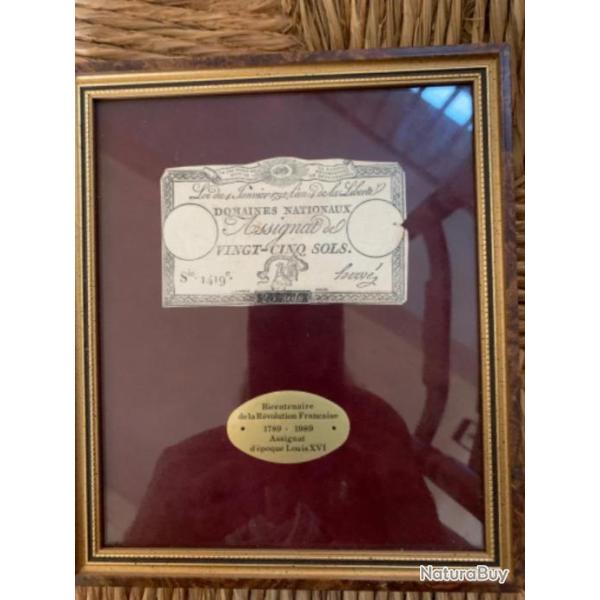 Loi du 4 Janvier 1792, l'an 4e de la Liberté
DOMAINES NATIONAUX.
Assignat de
VINGT-CINQ SOLS.
Sie. 1419e.
hervé
Bicentenaire
de la Révolution Française
1789 - 1989
Assignat
d'époque Louis XVI
NaturaBuy